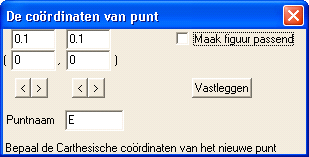 De coördinaten van punt
0.1 0.1 Maak figuur passend
( 0 , 0 )
< > < > Vastleggen
Puntnaam E
Bepaal de Carthesische coördinaten van het nieuwe punt